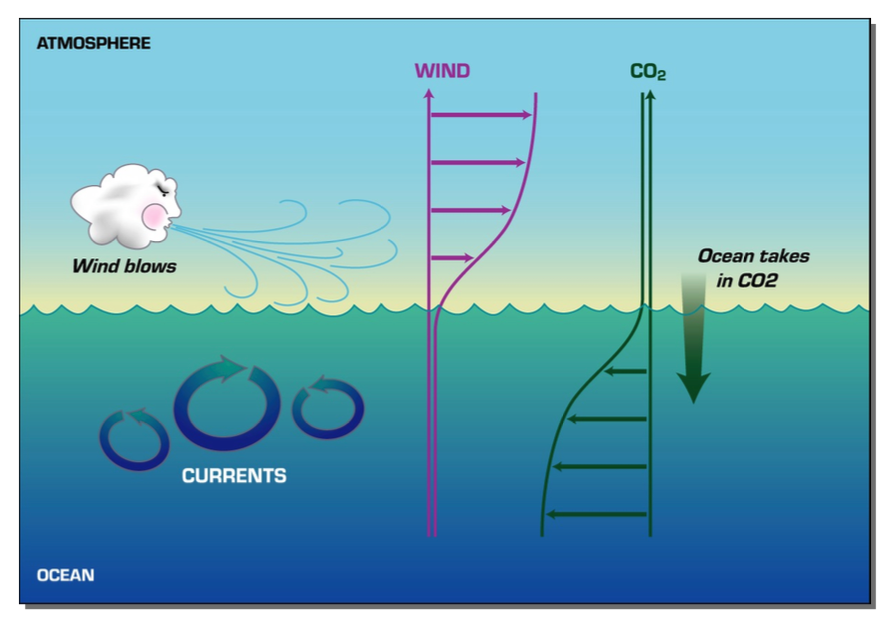 ATMOSPHERE
WIND
CO₂
Wind blows
Ocean takes
in CO2
CURRENTS
OCEAN